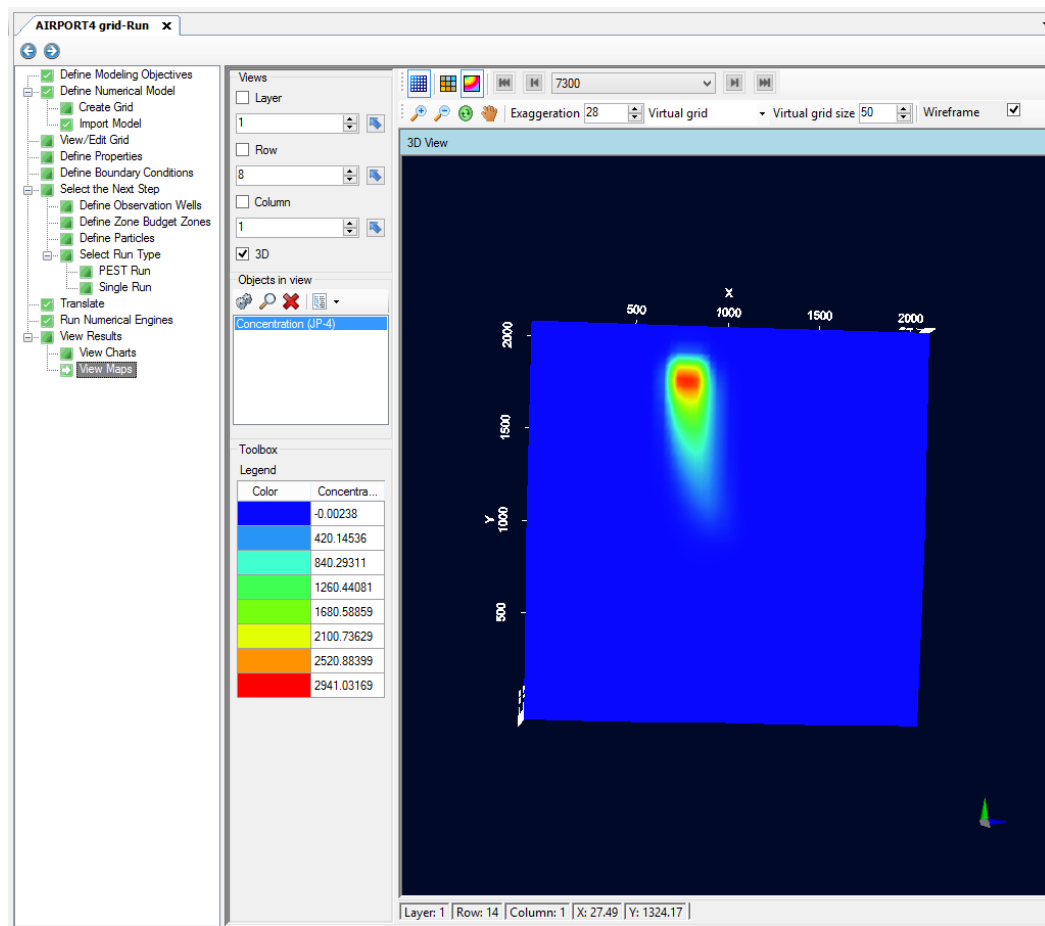 AIRPORT4 grid-Run X
Define Modeling Objectives
Define Numerical Model
Create Grid
Import Model
View/Edit Grid
Define Properties
Define Boundary Conditions
Select the Next Step
Define Observation Wells
Define Zone Budget Zones
Define Particles
Select Run Type
PEST Run
Single Run
Translate
Run Numerical Engines
View Results
View Charts
View Maps
Views
Layer
1
Row
8
Column
1
3D
Objects in view
Concentration (JP-4)
Toolbox
Legend
Color Concentra...
-0.00238
420.14536
840.29311
1260.44081
1680.58859
2100.73629
2520.88399
2941.03169
7300
Exaggeration 28 Virtual grid Virtual grid size 50 Wireframe
3D View
X
500 1000 1500 2000
2000
1500
Y
1000
500
Layer: 1 Row: 14 Column: 1 X: 27.49 Y: 1324.17